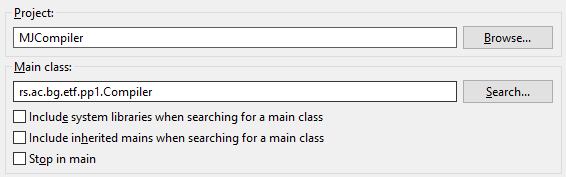 Project:
MJCompiler
Browse...
Main class:
rs.ac.bg.etf.pp1.Compiler
Search...
Include system libraries when searching for a main class
Include inherited mains when searching for a main class
Stop in main